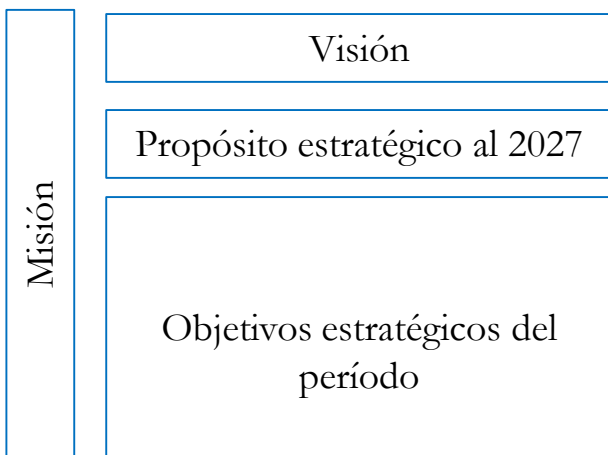 Misión
Visión
Propósito estratégico al 2027
Objetivos estratégicos del
período